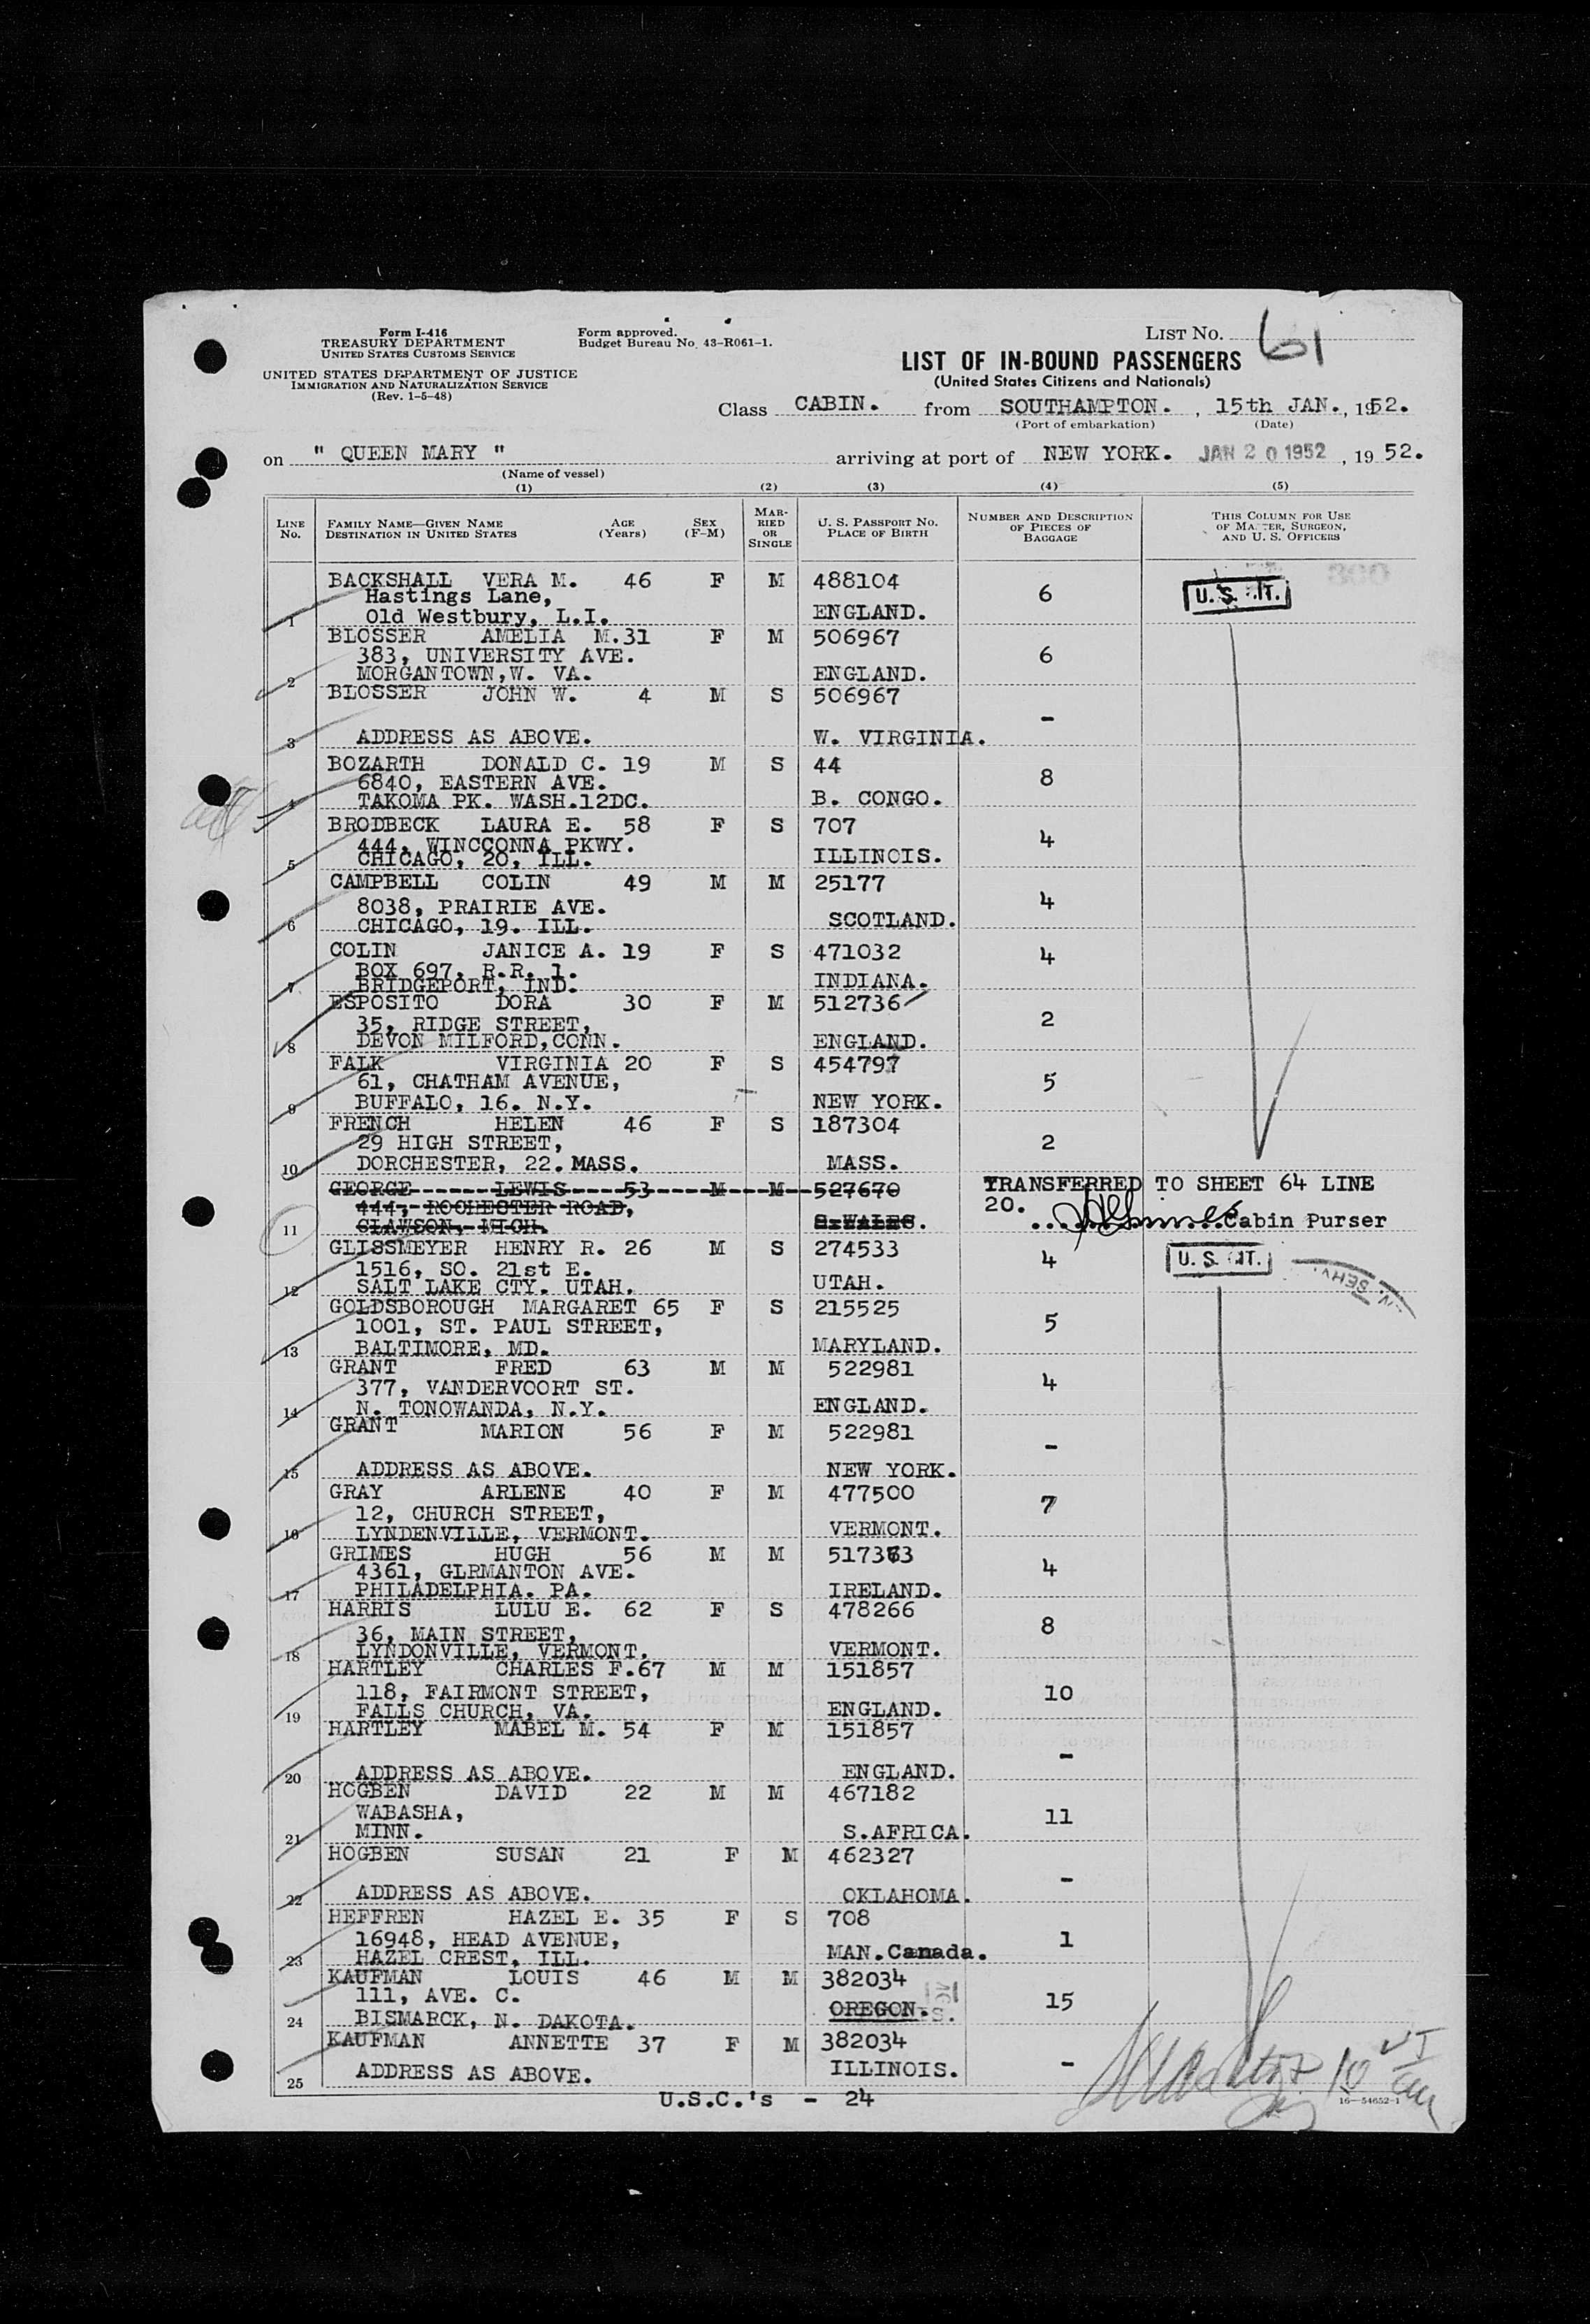 Form I-416
TREASURY DEPARTMENT
UNITED STATES CUSTOMS SERVICE
UNITED STATES DEPARTMENT OF JUSTICE
IMMIGRATION AND NATURALIZATION SERVICE
(Rev. 1-5-48)
Form approved.
Budget Bureau No. 43-R061-1.
LIST NO. 61
LIST OF IN-BOUND PASSENGERS
(United States Citizens and Nationals)
Class CABIN. from SOUTHAMPTON. , 15th JAN. , 1952.
(Port of embarkation) (Date)
on " QUEEN MARY " arriving at port of NEW YORK. JAN 20 1952 , 19 52.
(Name of vessel)
(1) (2) (3) (4) (5)
LINE No. FAMILY NAME—GIVEN NAME DESTINATION IN UNITED STATES AGE (Years) SEX (F-M) MARRIED OR SINGLE U. S. PASSPORT NO. PLACE OF BIRTH NUMBER AND DESCRIPTION OF PIECES OF BAGGAGE THIS COLUMN FOR USE OF MASTER, SURGEON, AND U. S. OFFICERS
BACKSHALL VERA M. 46 F M 488104
Hastings Lane, 6 U. S. CIT.
1 Old Westbury, L.I. ENGLAND.
BLOSSER AMELIA M. 31 F M 506967
383, UNIVERSITY AVE. 6
2 MORGANTOWN, W. VA. ENGLAND.
BLOSSER JOHN W. 4 M S 506967
-
3 ADDRESS AS ABOVE. W. VIRGINIA.
BOZARTH DONALD C. 19 M S 44
6840, EASTERN AVE. 8
4 TAKOMA PK. WASH.12DC. B. CONGO.
BRODBECK LAURA E. 58 F S 707
444, WINCCONNA PKWY. 4
5 CHICAGO, 20, ILL. ILLINOIS.
CAMPBELL COLIN 49 M M 25177
8038, PRAIRIE AVE. 4
6 CHICAGO, 19. ILL. SCOTLAND.
COLIN JANICE A. 19 F S 471032
BOX 697, R.R. 1. 4
7 BRIDGEPORT, IND. INDIANA.
ESPOSITO DORA 30 F M 512736
35, RIDGE STREET, 2
8 DEVON MILFORD, CONN. ENGLAND.
FALK VIRGINIA 20 F S 454797
61, CHATHAM AVENUE, 5
9 BUFFALO, 16. N.Y. NEW YORK.
FRENCH HELEN 46 F S 187304
29 HIGH STREET, 2
10 DORCHESTER, 22. MASS. MASS.
GEORGE LEWIS 53 M M 527670 TRANSFERRED TO SHEET 64 LINE
444, ROCHESTER ROAD, 20.
11 CLAWSON, MICH. S.WALES. Cabin Purser
GLISSMEYER HENRY R. 26 M S 274533
1516, SO. 21st E. 4 U. S. CIT.
12 SALT LAKE CTY. UTAH. UTAH.
GOLDSBOROUGH MARGARET 65 F S 215525
1001, ST. PAUL STREET, 5
13 BALTIMORE, MD. MARYLAND.
GRANT FRED 63 M M 522981
377, VANDERVOORT ST. 4
14 N. TONOWANDA, N.Y. ENGLAND.
GRANT MARION 56 F M 522981
-
15 ADDRESS AS ABOVE. NEW YORK.
GRAY ARLENE 40 F M 477500
12, CHURCH STREET, 7
16 LYNDENVILLE, VERMONT. VERMONT.
GRIMES HUGH 56 M M 517363
4361, GLRMANTON AVE. 4
17 PHILADELPHIA. PA. IRELAND.
HARRIS LULU E. 62 F S 478266
36, MAIN STREET, 8
18 LYNDONVILLE, VERMONT. VERMONT.
HARTLEY CHARLES F. 67 M M 151857
118, FAIRMONT STREET, 10
19 FALLS CHURCH, VA. ENGLAND.
HARTLEY MABEL M. 54 F M 151857
-
20 ADDRESS AS ABOVE. ENGLAND.
HOGBEN DAVID 22 M M 467182
WABASHA, 11
21 MINN. S.AFRICA.
HOGBEN SUSAN 21 F M 462327
-
22 ADDRESS AS ABOVE. OKLAHOMA.
HEFFREN HAZEL E. 35 F S 708
16948, HEAD AVENUE, 1
23 HAZEL CREST, ILL. MAN.Canada.
KAUFMAN LOUIS 46 M M 382034
111, AVE. C. 15
24 BISMARCK, N. DAKOTA. OREGON.
KAUFMAN ANNETTE 37 F M 382034
25 ADDRESS AS ABOVE. ILLINOIS. -
U.S.C.'s - 24
16—54652-1